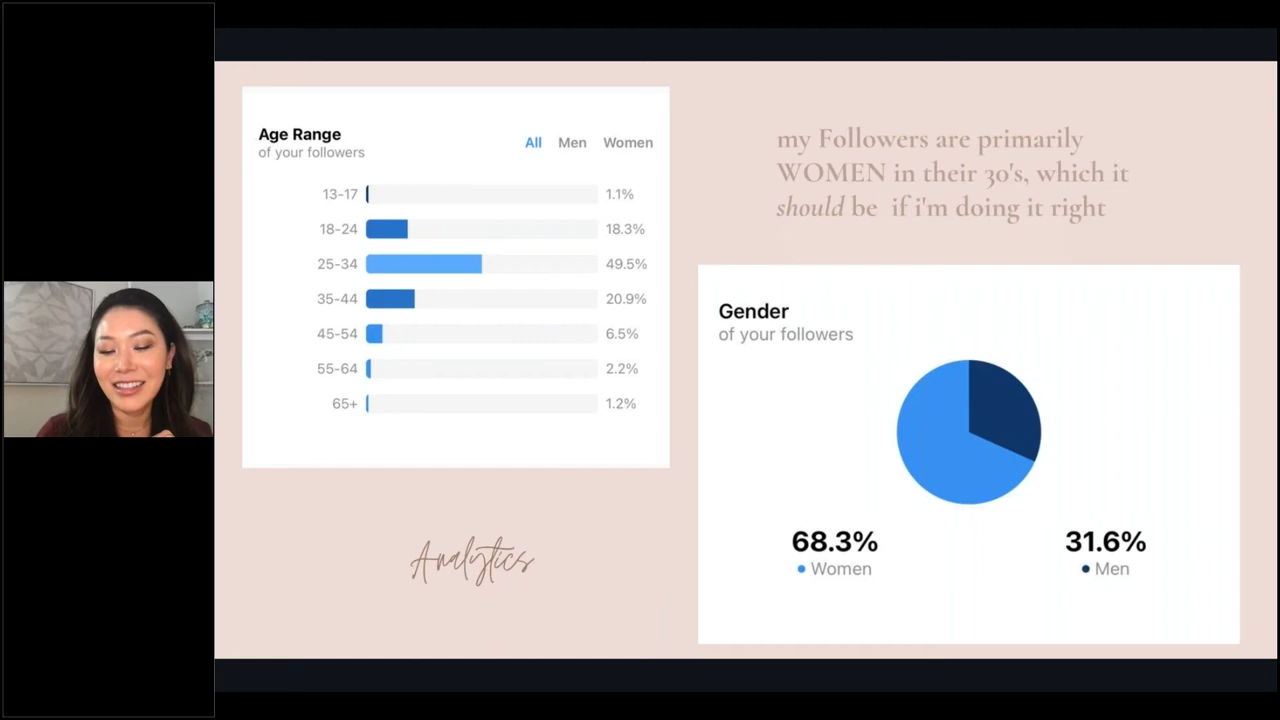 Age Range
of your followers
All Men Women
13-17 1.1%
18-24 18.3%
25-34 49.5%
35-44 20.9%
45-54 6.5%
55-64 2.2%
65+ 1.2%
Analytics
my Followers are primarily
WOMEN in their 30's, which it
should be if i'm doing it right
Gender
of your followers
68.3% 31.6%
Women Men